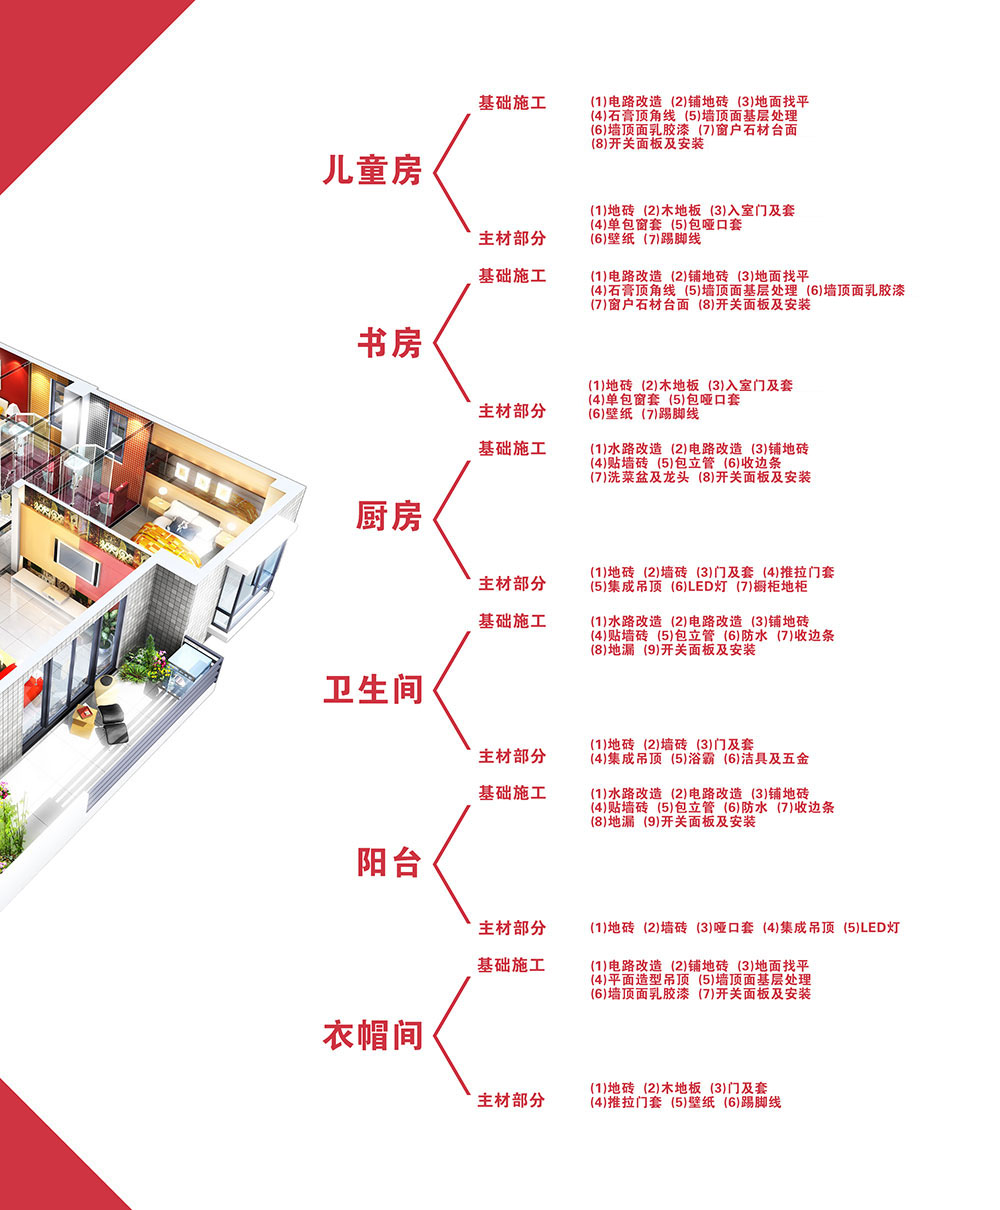 儿童房
基础施工
(1)电路改造 (2)铺地砖 (3)地面找平
(4)石膏顶角线 (5)墙顶面基层处理
(6)墙顶面乳胶漆 (7)窗户石材台面
(8)开关面板及安装
主材部分
(1)地砖 (2)木地板 (3)入室门及套
(4)单包窗套 (5)包哑口套
(6)壁纸 (7)踢脚线
书房
基础施工
(1)电路改造 (2)铺地砖 (3)地面找平
(4)石膏顶角线 (5)墙顶面基层处理 (6)墙顶面乳胶漆
(7)窗户石材台面 (8)开关面板及安装
主材部分
(1)地砖 (2)木地板 (3)入室门及套
(4)单包窗套 (5)包哑口套
(6)壁纸 (7)踢脚线
厨房
基础施工
(1)水路改造 (2)电路改造 (3)铺地砖
(4)贴墙砖 (5)包立管 (6)收边条
(7)洗菜盆及龙头 (8)开关面板及安装
主材部分
(1)地砖 (2)墙砖 (3)门及套 (4)推拉门套
(5)集成吊顶 (6)LED灯 (7)橱柜地柜
卫生间
基础施工
(1)水路改造 (2)电路改造 (3)铺地砖
(4)贴墙砖 (5)包立管 (6)防水 (7)收边条
(8)地漏 (9)开关面板及安装
主材部分
(1)地砖 (2)墙砖 (3)门及套
(4)集成吊顶 (5)浴霸 (6)洁具及五金
阳台
基础施工
(1)水路改造 (2)电路改造 (3)铺地砖
(4)贴墙砖 (5)包立管 (6)防水 (7)收边条
(8)地漏 (9)开关面板及安装
主材部分
(1)地砖 (2)墙砖 (3)哑口套 (4)集成吊顶 (5)LED灯
衣帽间
基础施工
(1)电路改造 (2)铺地砖 (3)地面找平
(4)平面造型吊顶 (5)墙顶面基层处理
(6)墙顶面乳胶漆 (7)开关面板及安装
主材部分
(1)地砖 (2)木地板 (3)门及套
(4)推拉门套 (5)壁纸 (6)踢脚线